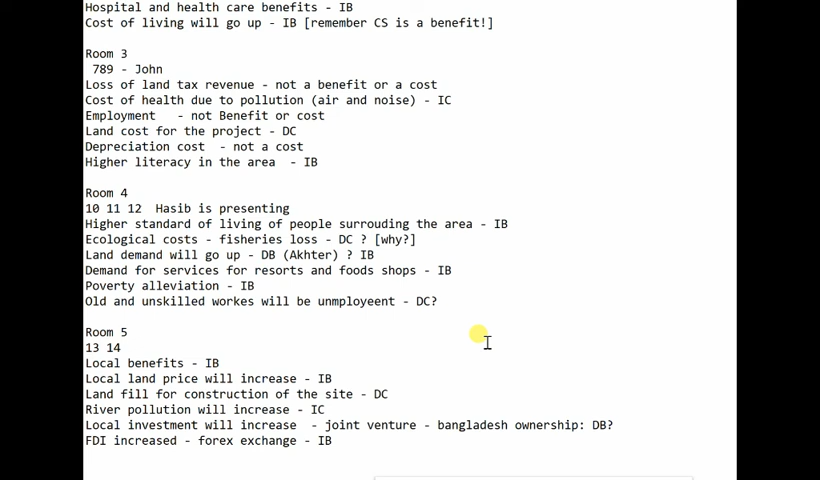 Hospital and health care benefits - IB
Cost of living will go up - IB [remember CS is a benefit!]
Room 3
789 - John
Loss of land tax revenue - not a benefit or a cost
Cost of health due to pollution (air and noise) - IC
Employment - not Benefit or cost
Land cost for the project - DC
Depreciation cost - not a cost
Higher literacy in the area - IB
Room 4
10 11 12 Hasib is presenting
Higher standard of living of people surrouding the area - IB
Ecological costs - fisheries loss - DC ? [why?]
Land demand will go up - DB (Akhter) ? IB
Demand for services for resorts and foods shops - IB
Poverty alleviation - IB
Old and unskilled workes will be unmployeent - DC?
Room 5
13 14
Local benefits - IB
Local land price will increase - IB
Land fill for construction of the site - DC
River pollution will increase - IC
Local investment will increase - joint venture - bangladesh ownership: DB?
FDI increased - forex exchange - IB